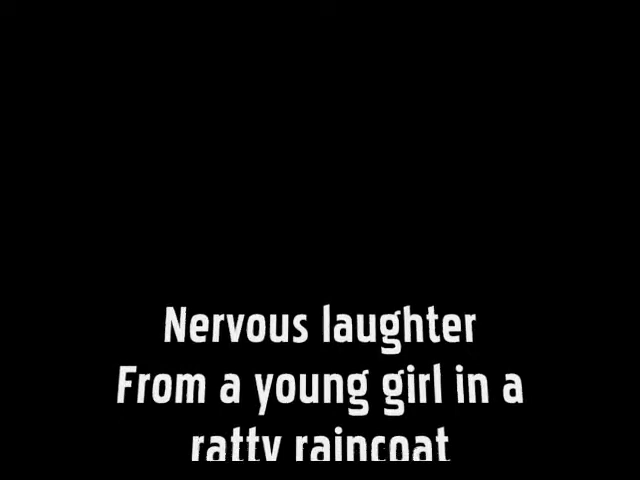 Nervous laughter
From a young girl in a
ratty raincoat